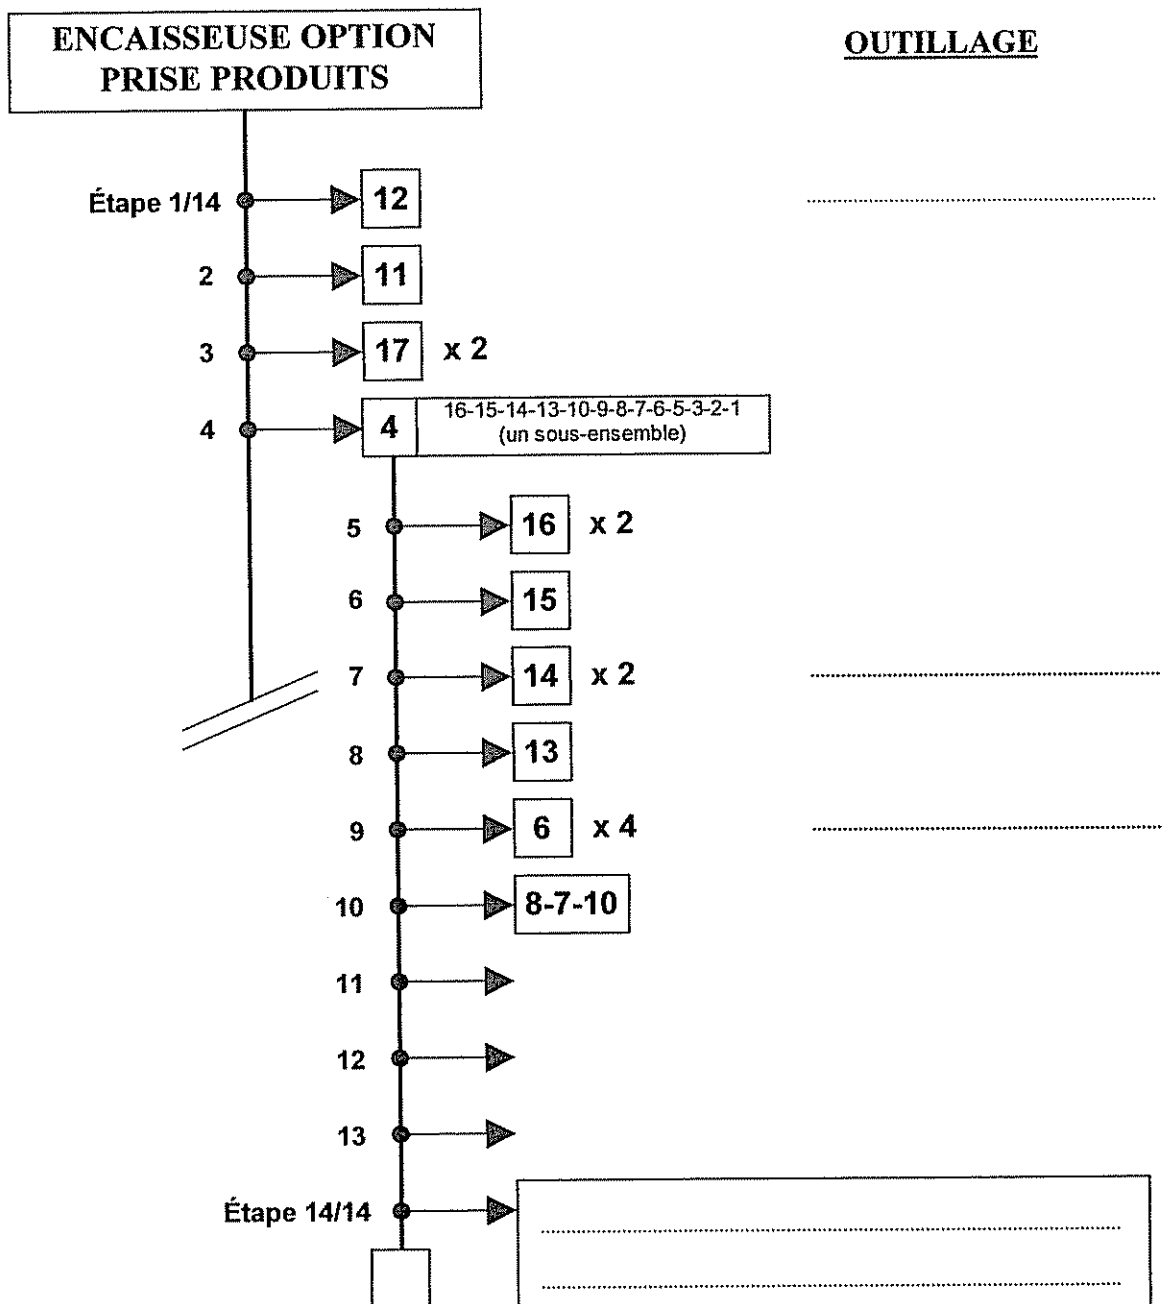 ENCAISSEUSE OPTION
PRISE PRODUITS
OUTILLAGE
Étape 1/14
12
2
11
3
17 x 2
4
4
16-15-14-13-10-9-8-7-6-5-3-2-1
(un sous-ensemble)
5
16 x 2
6
15
7
14 x 2
8
13
9
6 x 4
10
8-7-10
11
12
13
Étape 14/14